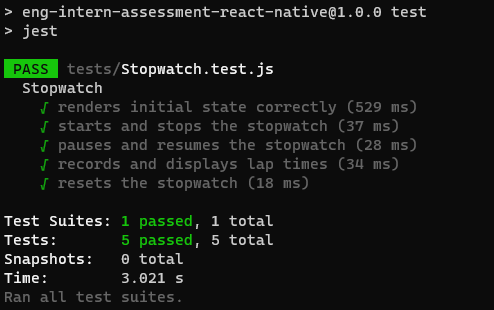 > eng-intern-assessment-react-native@1.0.0 test
> jest
PASS tests/Stopwatch.test.js
Stopwatch
√ renders initial state correctly (529 ms)
√ starts and stops the stopwatch (37 ms)
√ pauses and resumes the stopwatch (28 ms)
√ records and displays lap times (34 ms)
√ resets the stopwatch (18 ms)
Test Suites: 1 passed, 1 total
Tests: 5 passed, 5 total
Snapshots: 0 total
Time: 3.021 s
Ran all test suites.